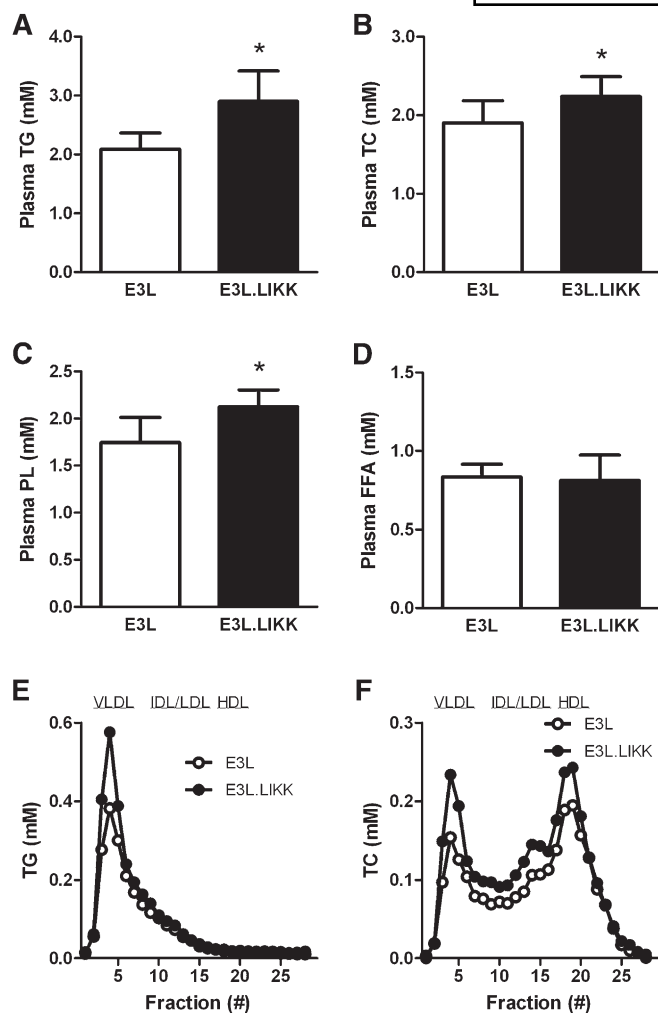 A
Plasma TG (mM)
4.0
3.0
2.0
1.0
0.0
*
E3L
E3L.LIKK
B
Plasma TC (mM)
3.0
2.0
1.0
0.0
*
E3L
E3L.LIKK
C
Plasma PL (mM)
2.5
2.0
1.5
1.0
0.5
0.0
*
E3L
E3L.LIKK
D
Plasma FFA (mM)
1.5
1.0
0.5
0.0
E3L
E3L.LIKK
E
VLDL IDL/LDL HDL
TG (mM)
0.6
0.4
0.2
0.0
E3L
E3L.LIKK
5 10 15 20 25
Fraction (#)
F
VLDL IDL/LDL HDL
TC (mM)
0.3
0.2
0.1
0.0
E3L
E3L.LIKK
5 10 15 20 25
Fraction (#)